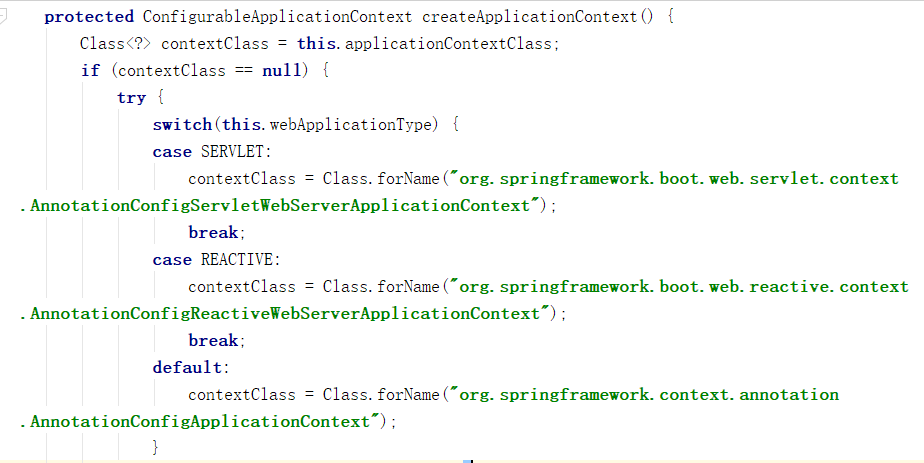 protected ConfigurableApplicationContext createApplicationContext() {
Class<?> contextClass = this.applicationContextClass;
if (contextClass == null) {
try {
switch(this.webApplicationType) {
case SERVLET:
contextClass = Class.forName("org.springframework.boot.web.servlet.context
.AnnotationConfigServletWebServerApplicationContext");
break;
case REACTIVE:
contextClass = Class.forName("org.springframework.boot.web.reactive.context
.AnnotationConfigReactiveWebServerApplicationContext");
break;
default:
contextClass = Class.forName("org.springframework.context.annotation
.AnnotationConfigApplicationContext");
}